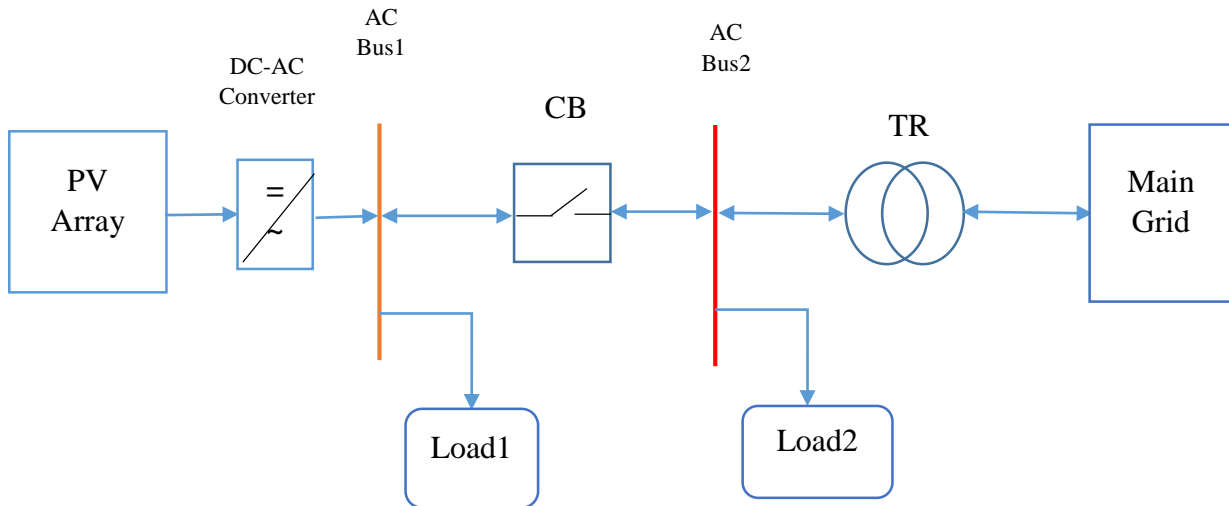 AC
Bus1
AC
Bus2
DC-AC
Converter
CB
TR
PV
Array
=
~
Main
Grid
Load1
Load2